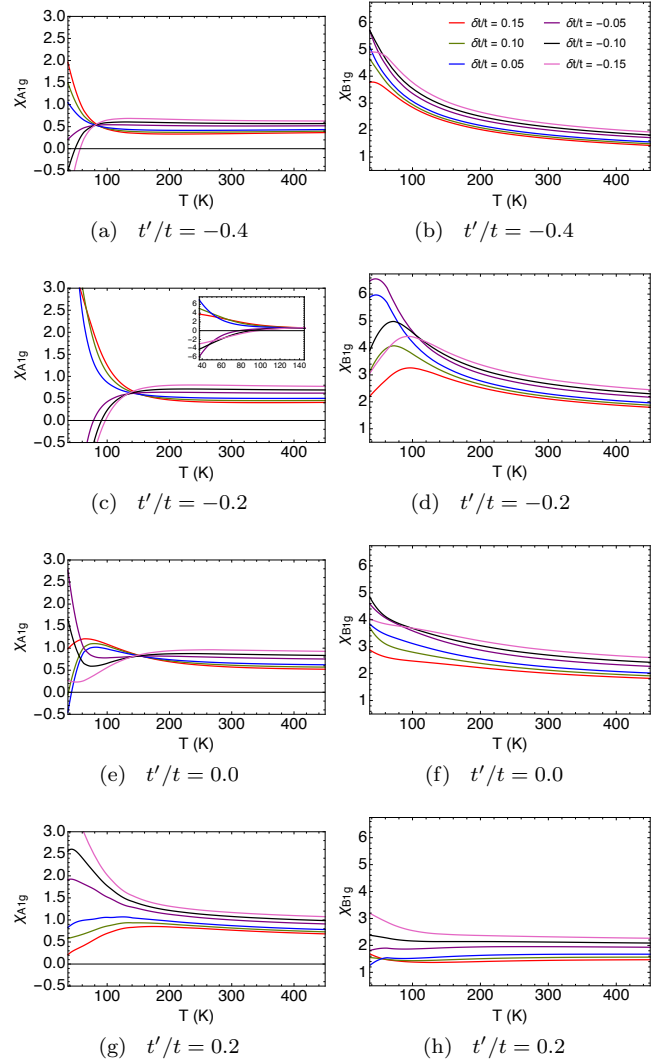 3.0
2.5
2.0
1.5
1.0
0.5
0.0
−0.5
χA1g
100 200 300 400
T (K)
(a) t′/t = −0.4
6
5
4
3
2
1
χB1g
δt/t = 0.15 δt/t = −0.05
δt/t = 0.10 δt/t = −0.10
δt/t = 0.05 δt/t = −0.15
100 200 300 400
T (K)
(b) t′/t = −0.4
3.0
2.5
2.0
1.5
1.0
0.5
0.0
−0.5
χA1g
6
4
2
0
−2
−4
−6
40 60 80 100 120 140
100 200 300 400
T (K)
(c) t′/t = −0.2
6
5
4
3
2
1
χB1g
100 200 300 400
T (K)
(d) t′/t = −0.2
3.0
2.5
2.0
1.5
1.0
0.5
0.0
−0.5
χA1g
100 200 300 400
T (K)
(e) t′/t = 0.0
6
5
4
3
2
1
χB1g
100 200 300 400
T (K)
(f) t′/t = 0.0
3.0
2.5
2.0
1.5
1.0
0.5
0.0
−0.5
χA1g
100 200 300 400
T (K)
(g) t′/t = 0.2
6
5
4
3
2
1
χB1g
100 200 300 400
T (K)
(h) t′/t = 0.2